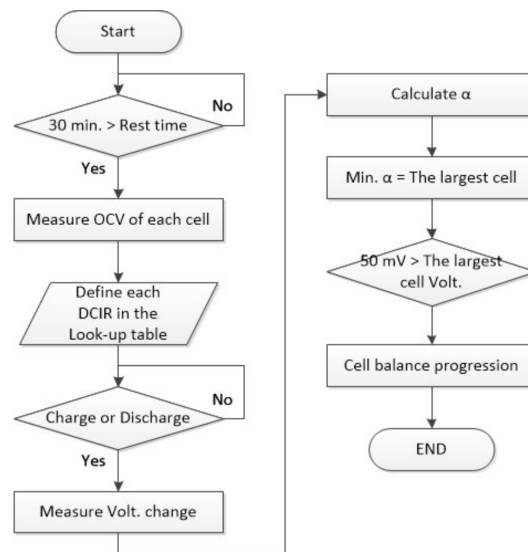 Start
No
30 min. > Rest time
Yes
Measure OCV of each cell
Define each
DCIR in the
Look-up table
No
Charge or Discharge
Yes
Measure Volt. change
Calculate α
Min. α = The largest cell
50 mV > The largest
cell Volt.
Cell balance progression
END